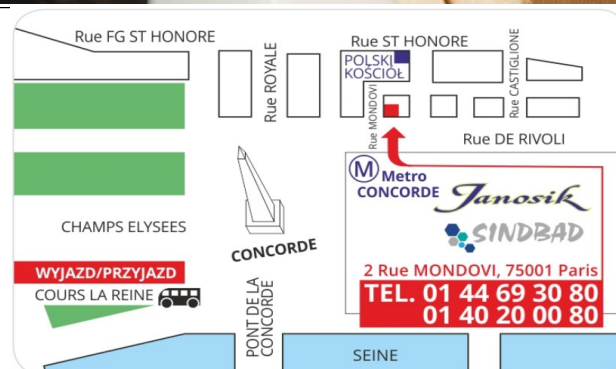 Rue FG ST HONORE
Rue ROYALE
Rue ST HONORE
POLSKI
KOŚCIÓŁ
Rue MONDOVI
Rue CASTIGLIONE
Rue DE RIVOLI
M Metro
CONCORDE
Janosik
SINDBAD
CHAMPS ELYSEES
CONCORDE
WYJAZD/PRZYJAZD
COURS LA REINE
2 Rue MONDOVI, 75001 Paris
TEL. 01 44 69 30 80
01 40 20 00 80
PONT DE LA
CONCORDE
SEINE